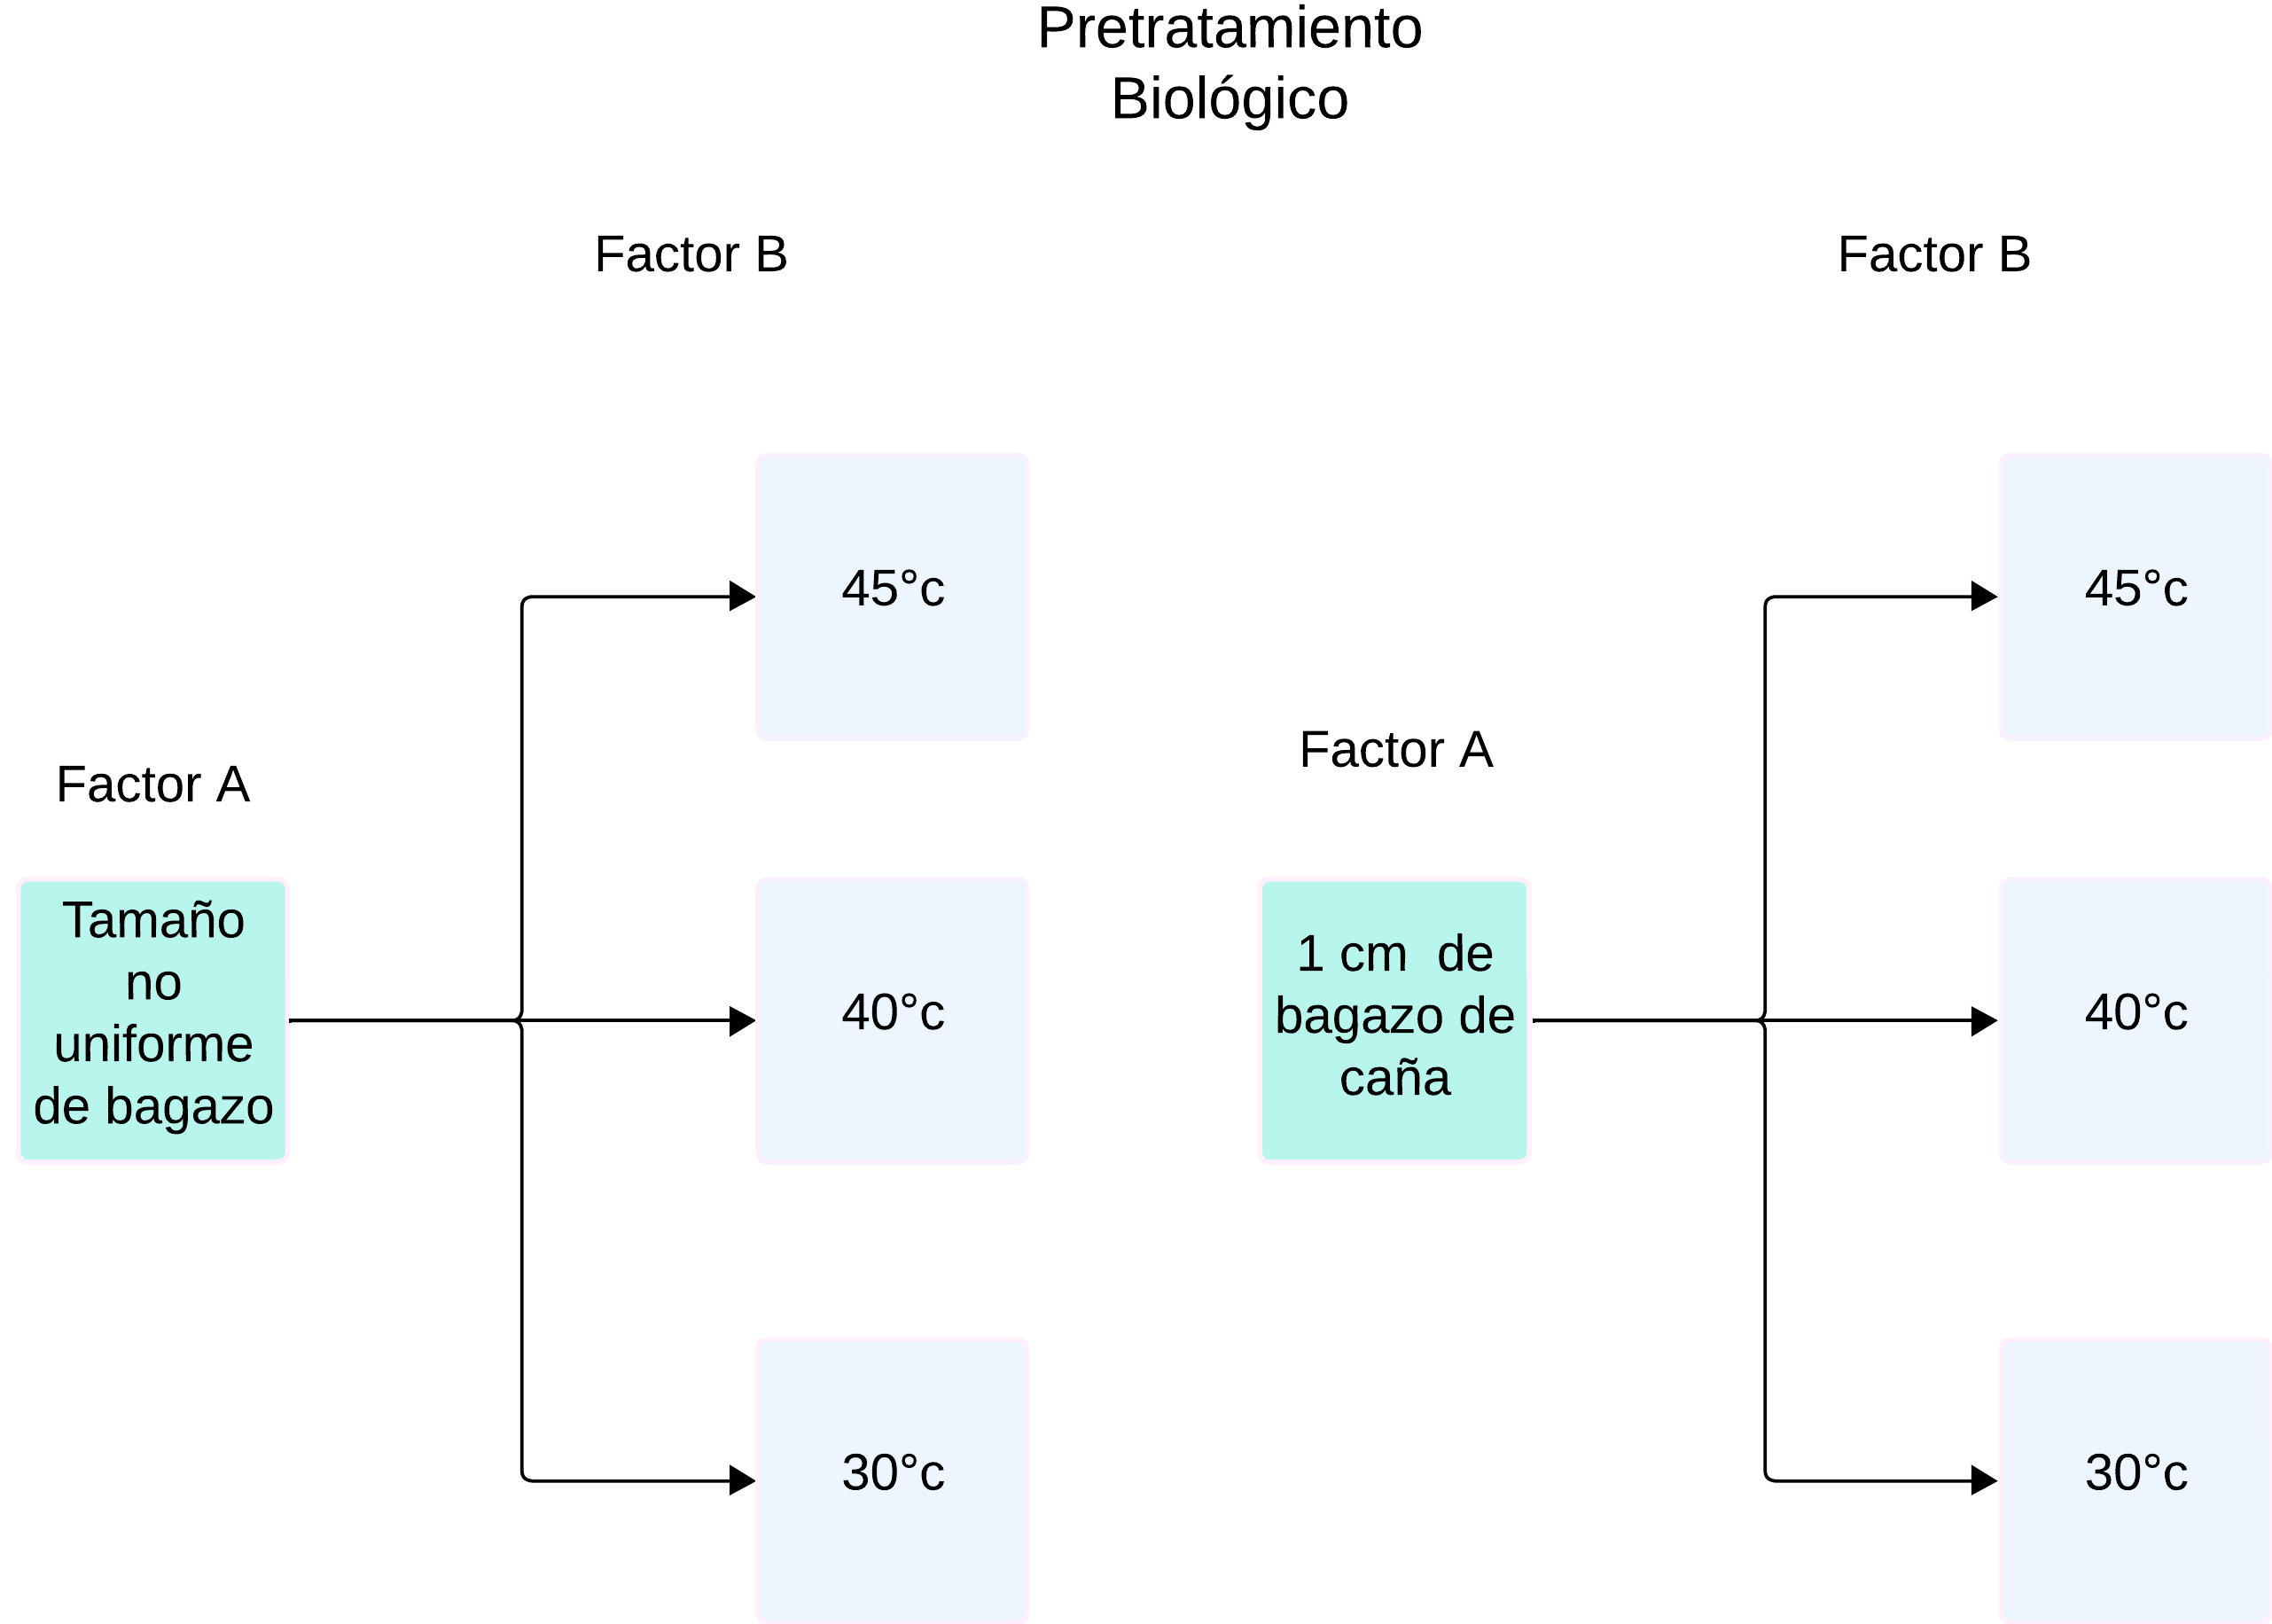 Pretratamiento
Biológico
Factor B
Factor B
45°c
45°c
Factor A
Factor A
Tamaño
no
uniforme
de bagazo
40°c
1 cm  de
bagazo de
caña
40°c
30°c
30°c